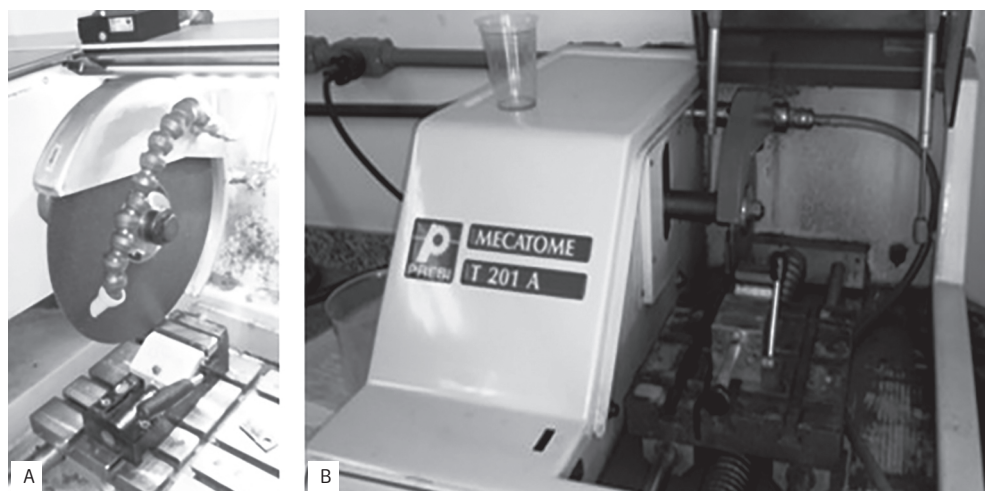 MECATOME
PRESI
T 201 A
A
B